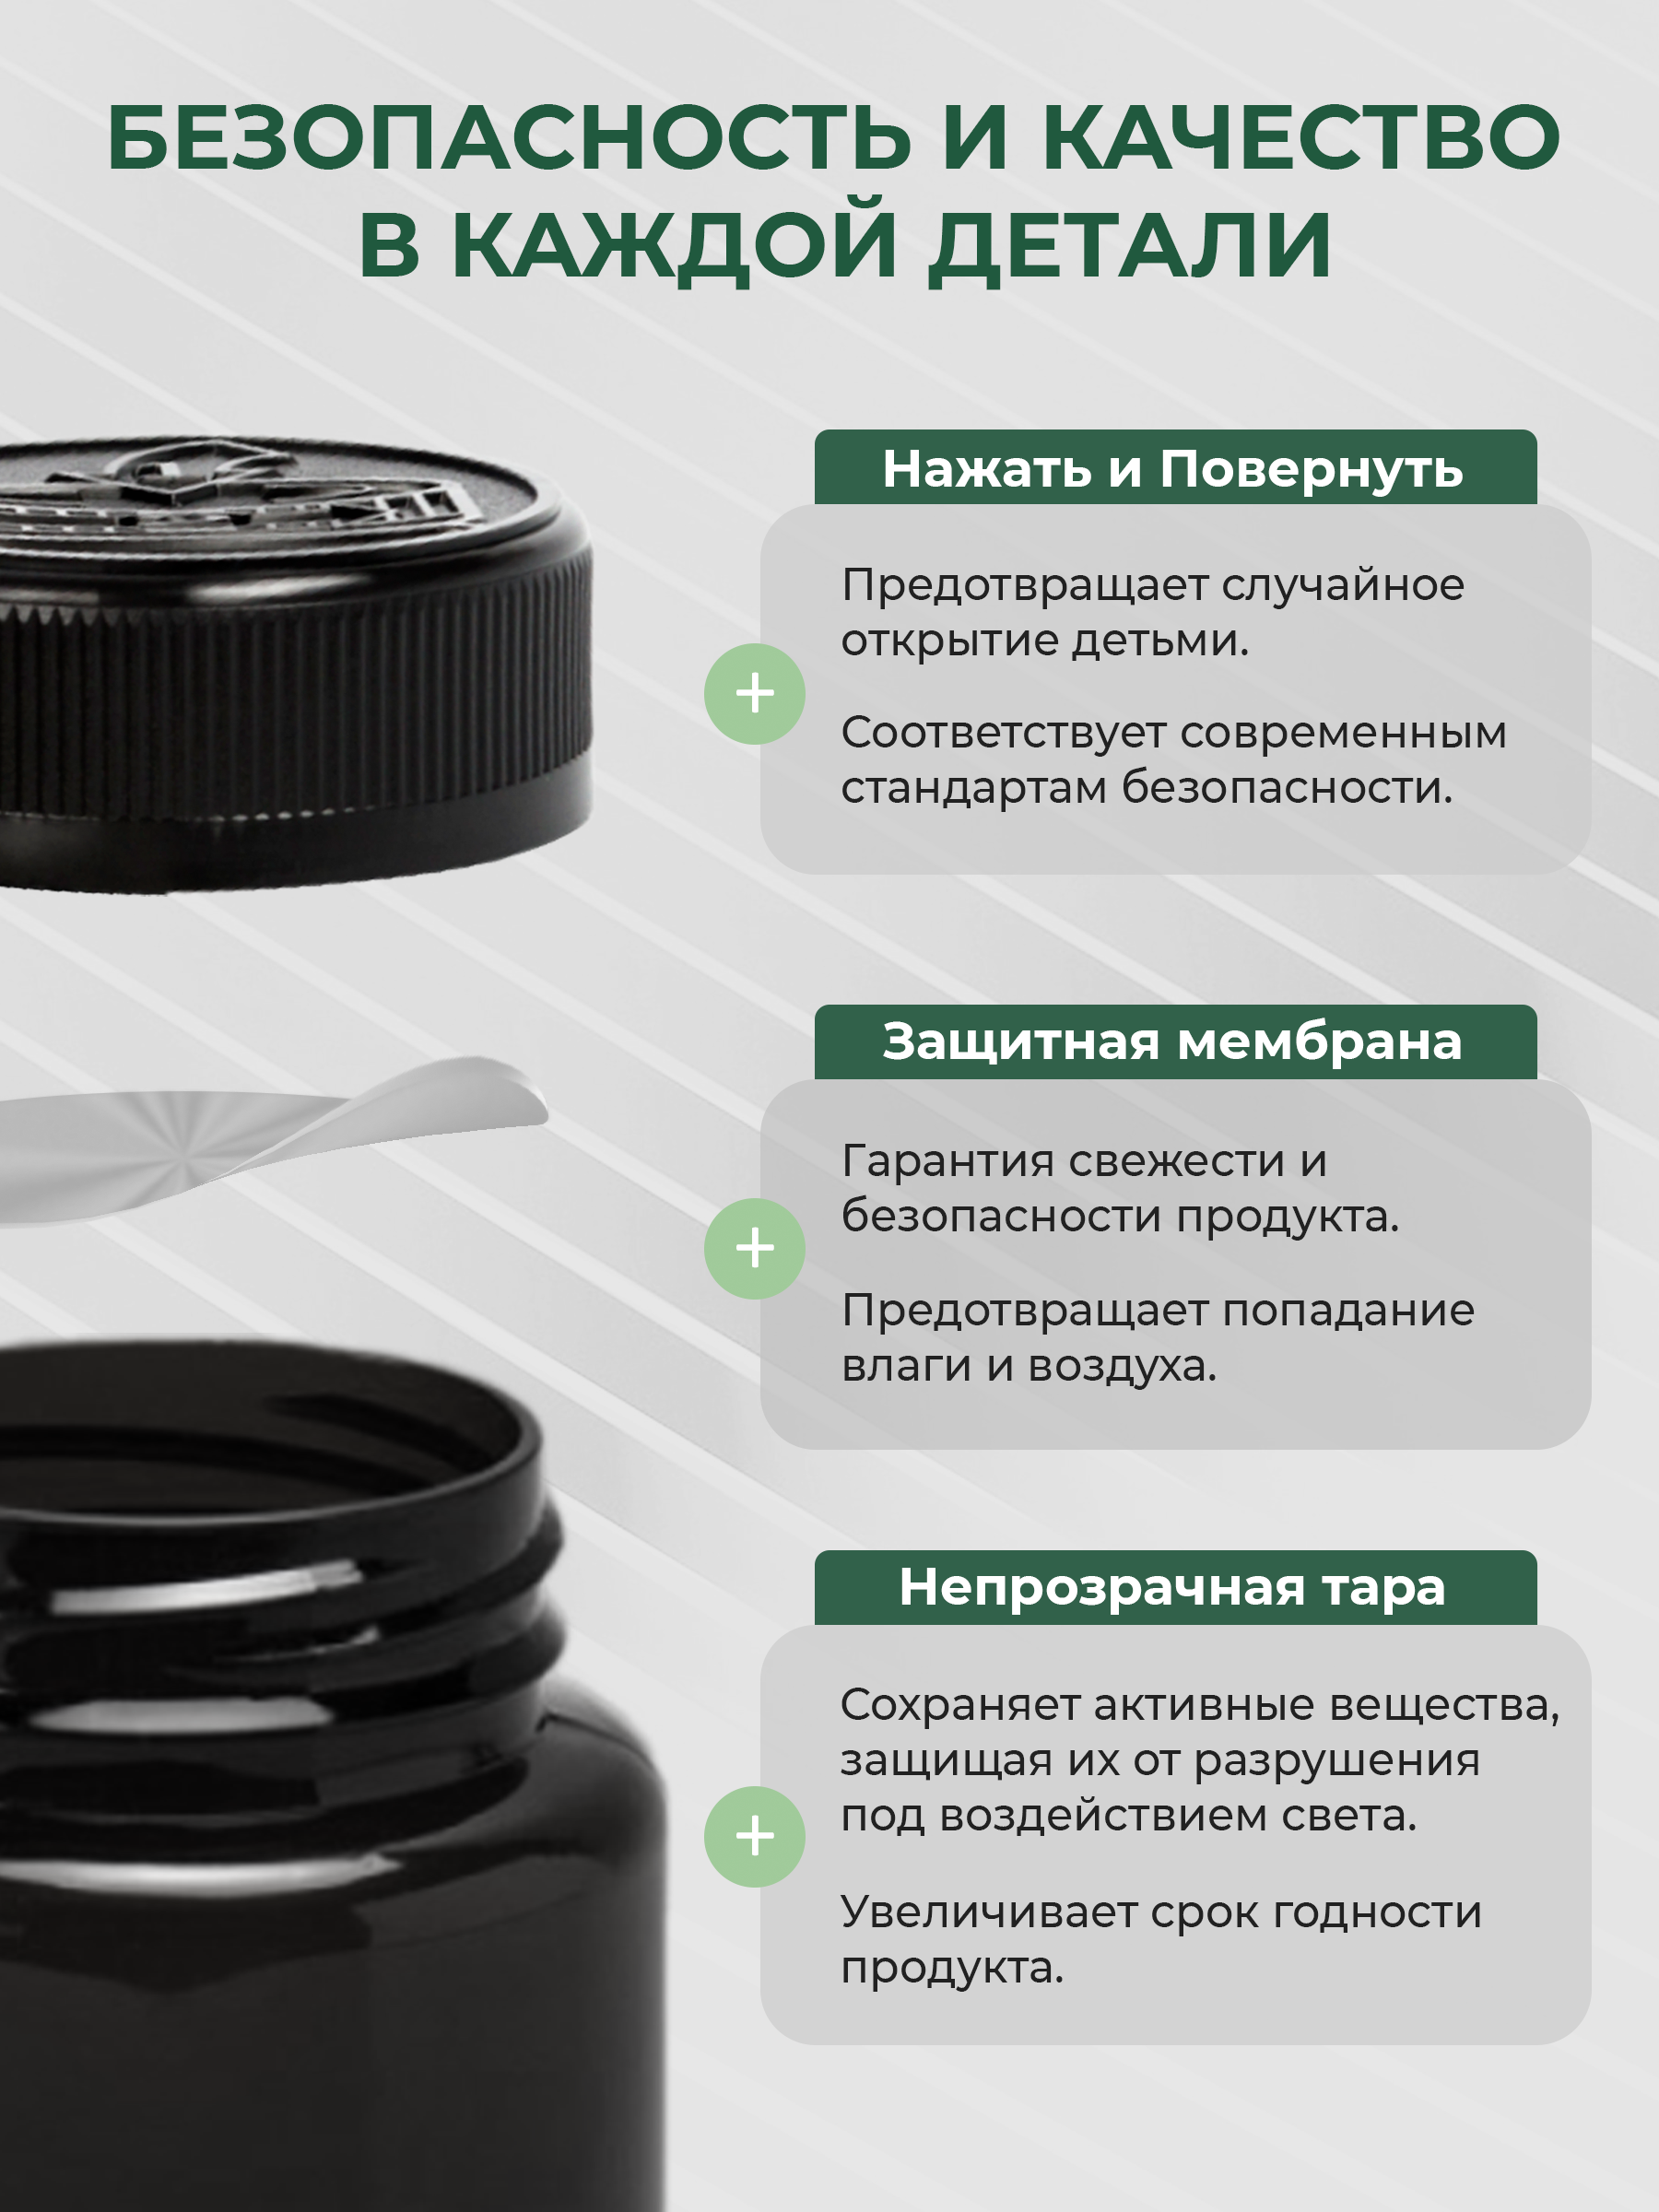 БЕЗОПАСНОСТЬ И КАЧЕСТВО
В КАЖДОЙ ДЕТАЛИ
Нажать и Повернуть
Предотвращает случайное
открытие детьми.
+
Соответствует современным
стандартам безопасности.
Защитная мембрана
Гарантия свежести и
безопасности продукта.
+
Предотвращает попадание
влаги и воздуха.
Непрозрачная тара
Сохраняет активные вещества,
защищая их от разрушения
под воздействием света.
+
Увеличивает срок годности
продукта.